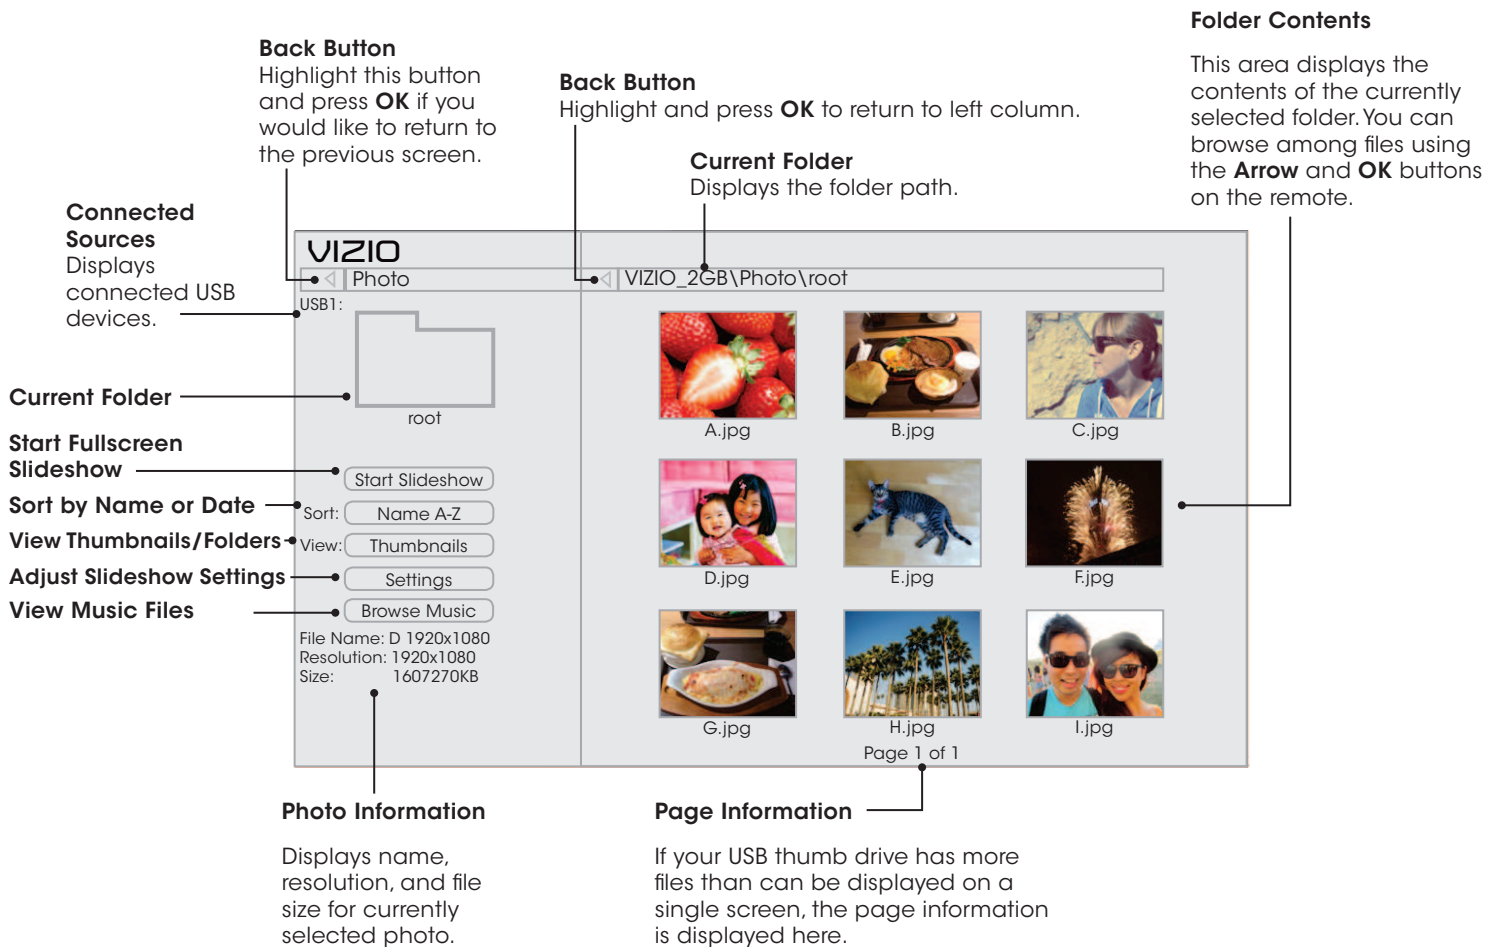 Folder Contents
This area displays the
contents of the currently
selected folder. You can
browse among files using
the Arrow and OK buttons
on the remote.
Back Button
Highlight this button
and press OK if you
would like to return to
the previous screen.
Back Button
Highlight and press OK to return to left column.
Current Folder
Displays the folder path.
Connected
Sources
Displays
connected USB
devices.
Current Folder
Start Fullscreen
Slideshow
Sort by Name or Date
View Thumbnails/Folders
Adjust Slideshow Settings
View Music Files
VIZIO
Photo
USB1:
root
Start Slideshow
Sort: Name A-Z
View: Thumbnails
Settings
Browse Music
File Name: D 1920x1080
Resolution: 1920x1080
Size: 1607270KB
VIZIO_2GB\Photo\root
A.jpg
B.jpg
C.jpg
D.jpg
E.jpg
F.jpg
G.jpg
H.jpg
I.jpg
Page 1 of 1
Photo Information
Displays name,
resolution, and file
size for currently
selected photo.
Page Information
If your USB thumb drive has more
files than can be displayed on a
single screen, the page information
is displayed here.